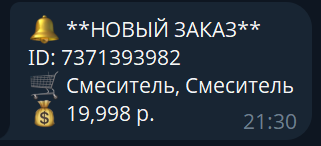 🔔 **НОВЫЙ ЗАКАЗ**
ID: 7371393982
🛒 Смеситель, Смеситель
💰 19,998 р.
21:30